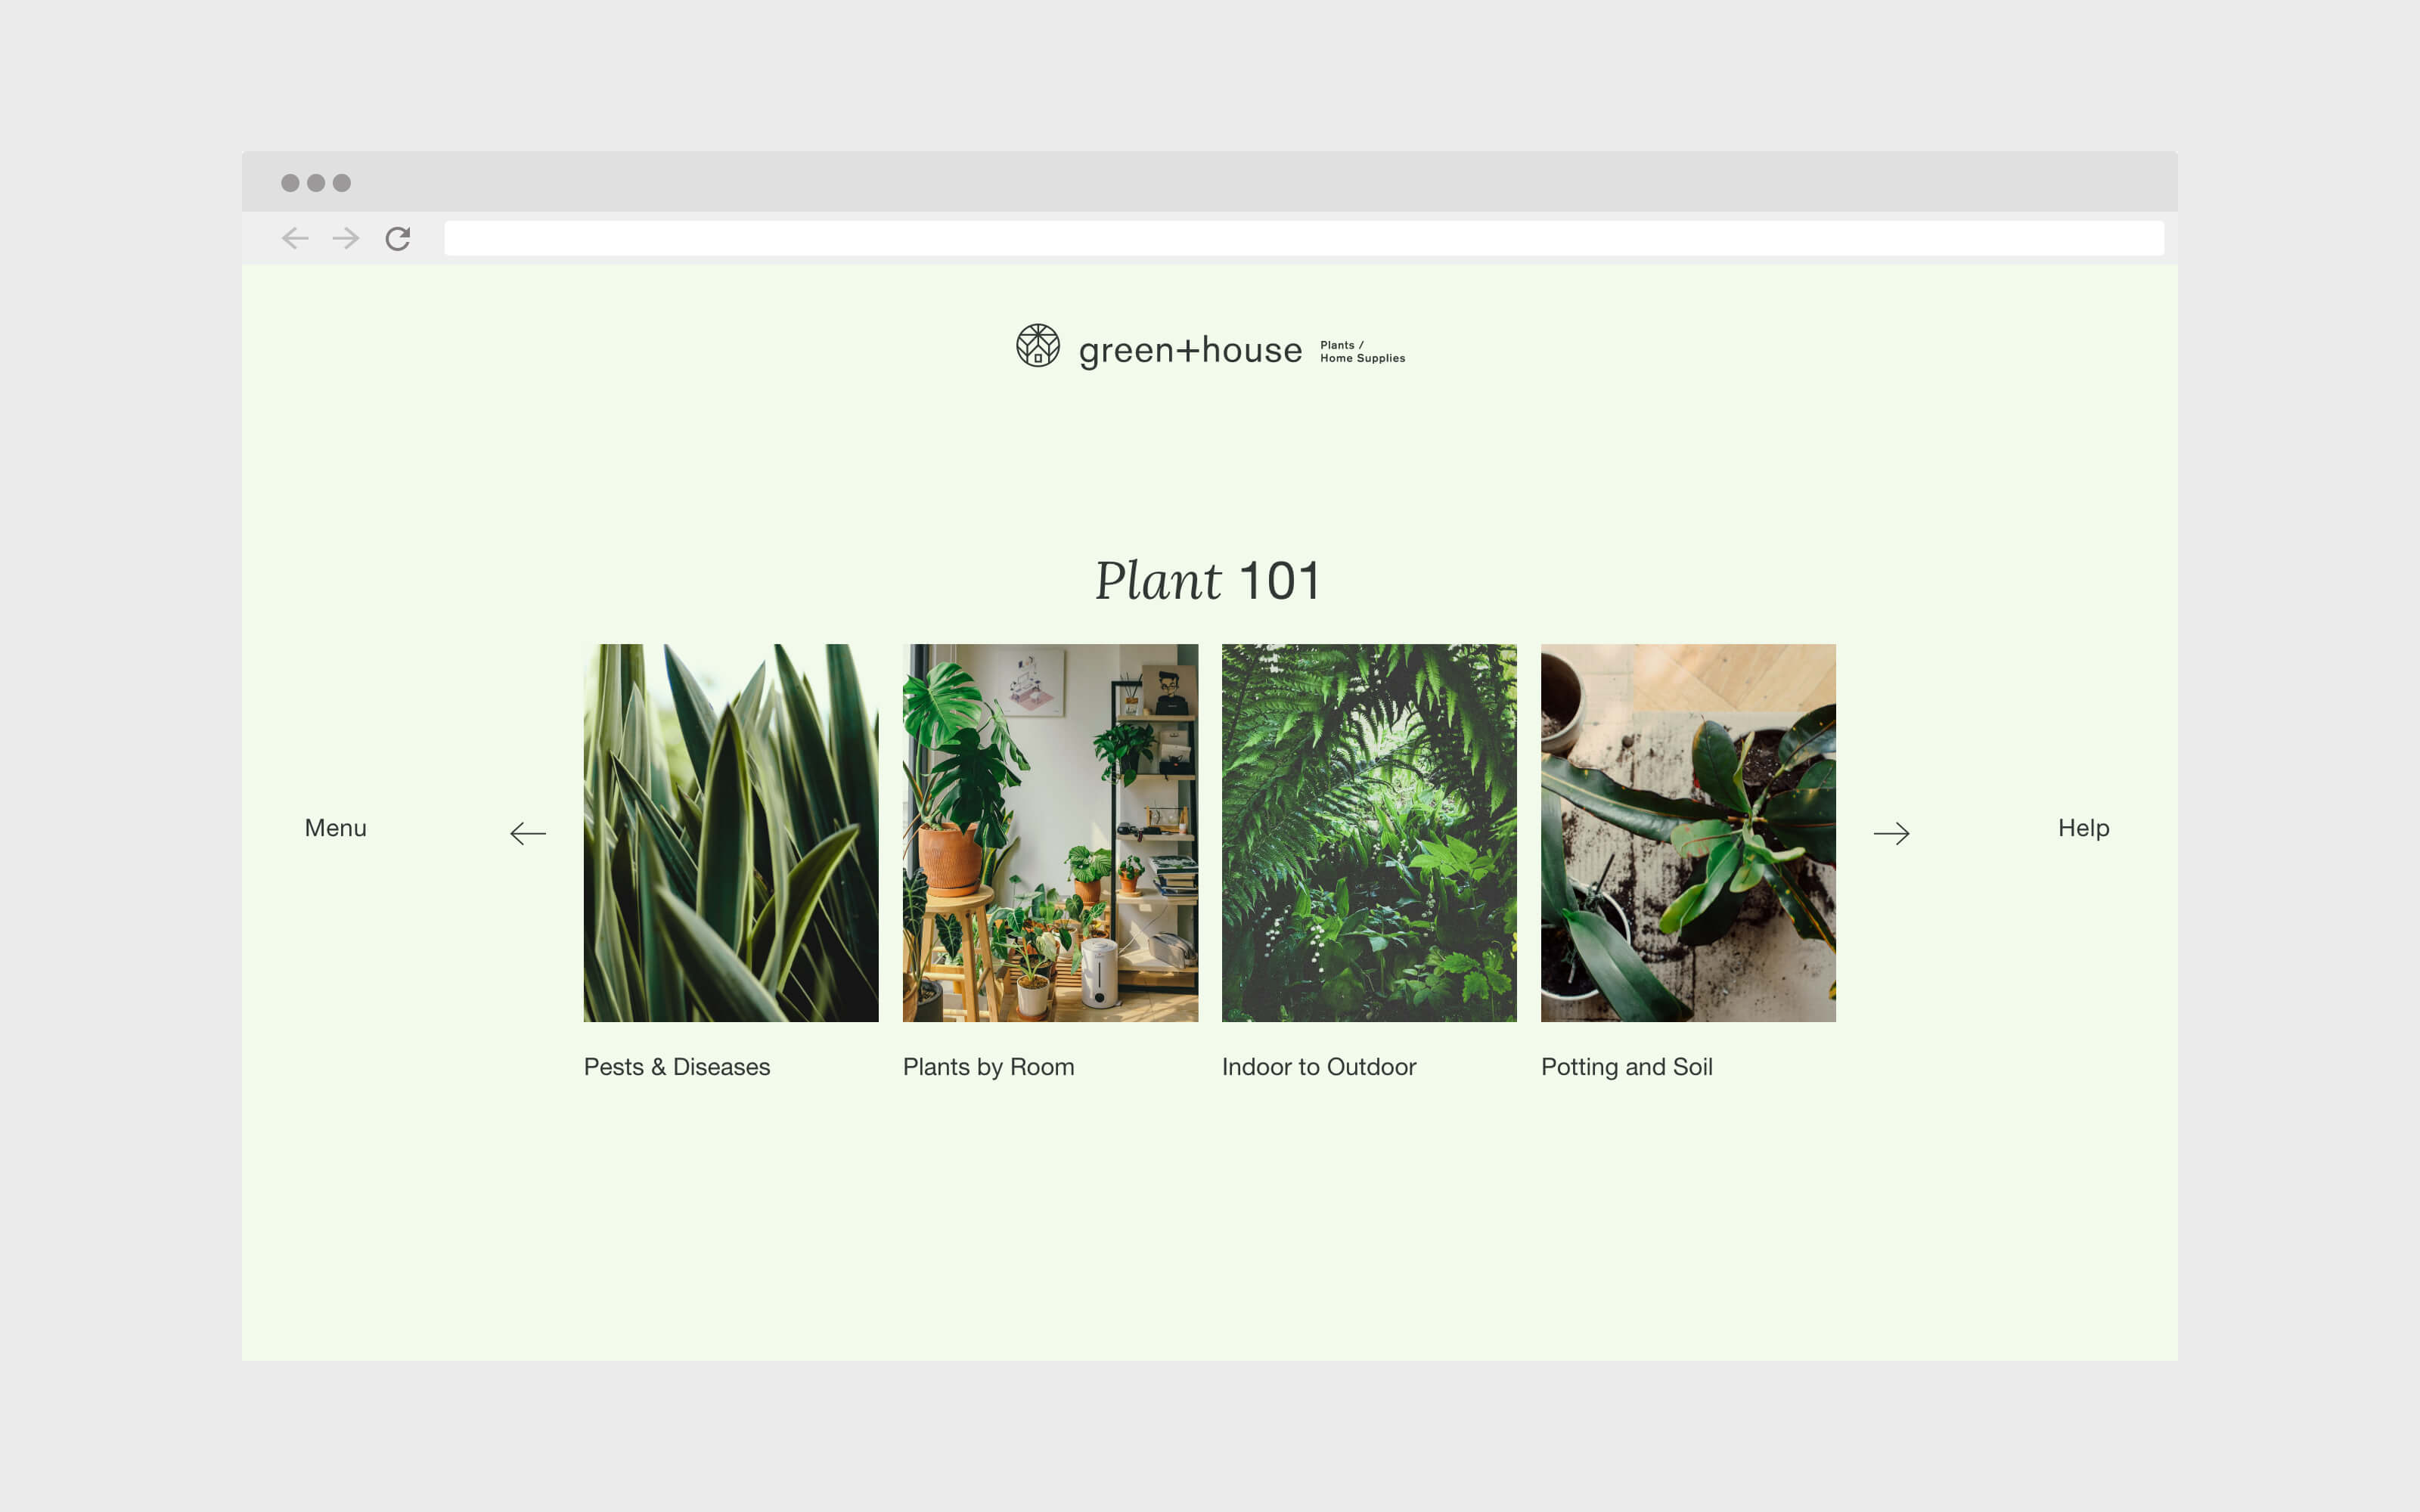 green+house
Plants /
Home Supplies
Plant 101
Menu
Help
Pests & Diseases
Plants by Room
Indoor to Outdoor
Potting and Soil